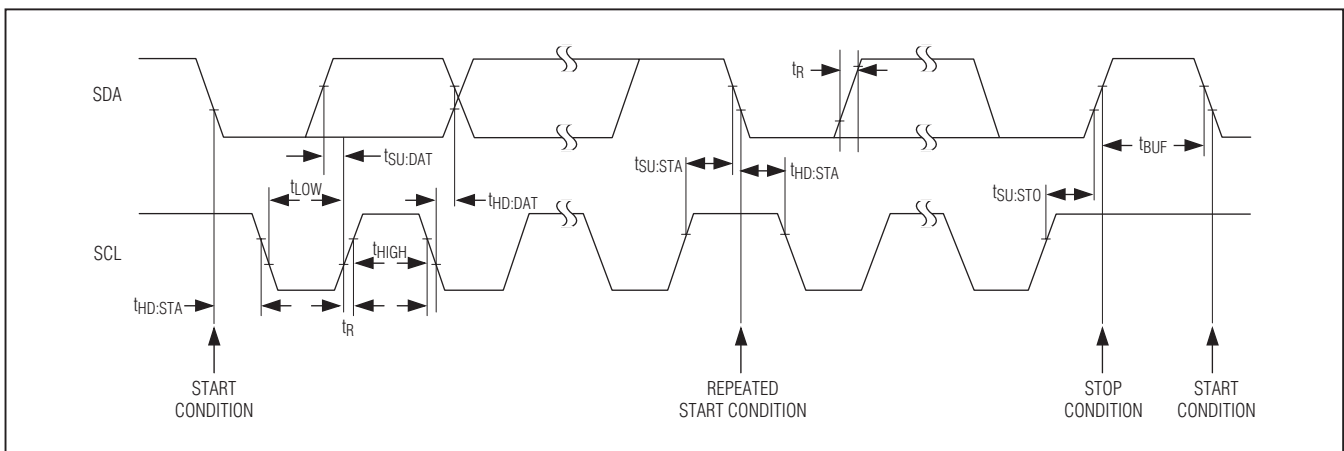 SDA
tR
tSU:DAT
tSU:STA
tHD:STA
tBUF
tLOW
tHD:DAT
tSU:STO
SCL
tHIGH
tHD:STA
tR
START
CONDITION
REPEATED
START CONDITION
STOP
CONDITION
START
CONDITION